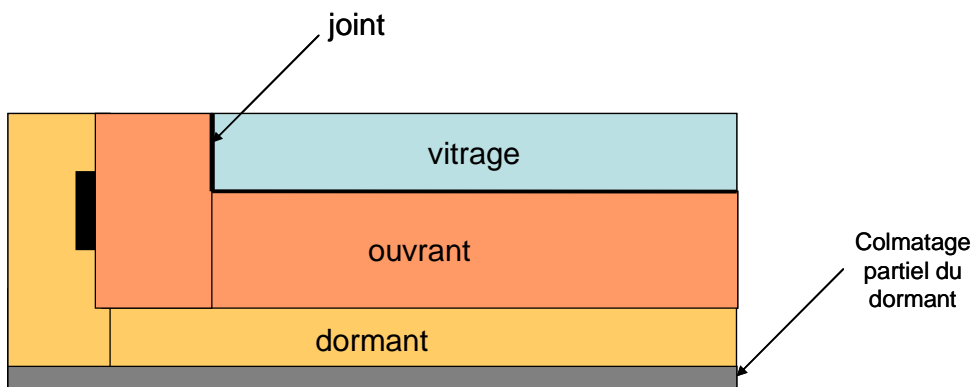 joint
vitrage
ouvrant
Colmatage
partiel du
dormant
dormant